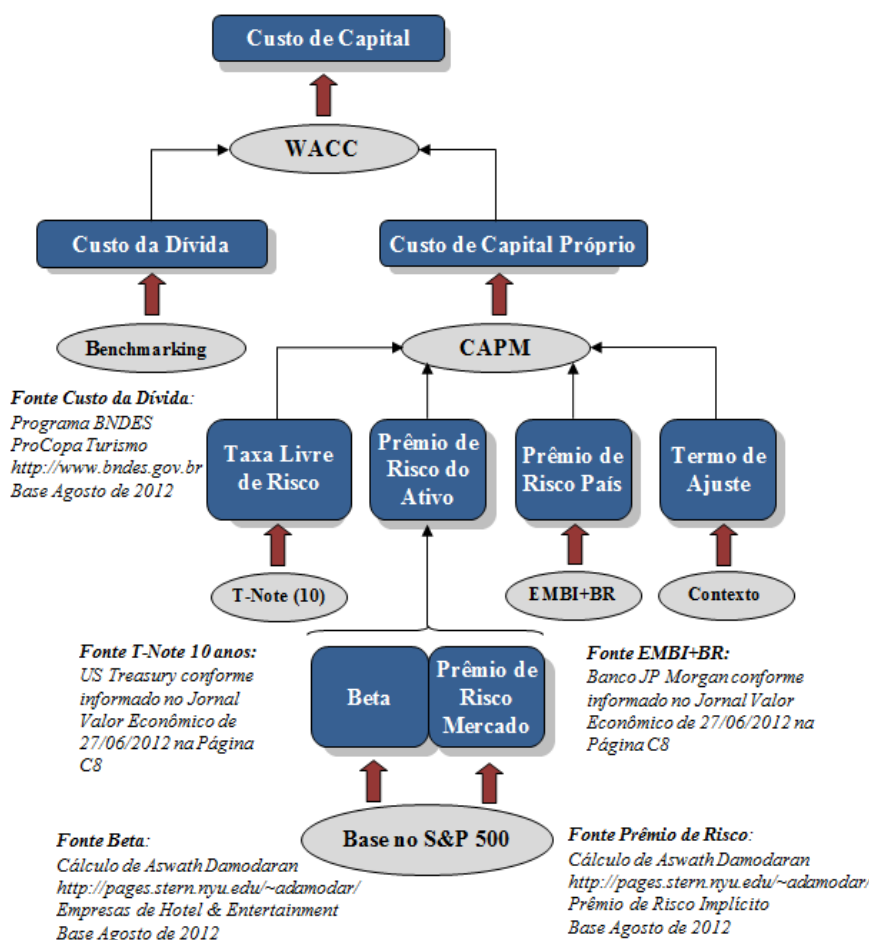 Custo de Capital
WACC
Custo da Dívida
Custo de Capital Próprio
Benchmarking
CAPM
Fonte Custo da Dívida:
Programa BNDES
ProCopa Turismo
http://www.bndes.gov.br
Base Agosto de 2012
Taxa Livre
de Risco
Prêmio de
Risco do
Ativo
Prêmio de
Risco País
Termo de
Ajuste
T-Note (10)
EMBI+BR
Contexto
Fonte T-Note 10 anos:
US Treasury conforme
informado no Jornal
Valor Econômico de
27/06/2012 na Página
C8
Beta
Prêmio de
Risco
Mercado
Fonte EMBI+BR:
Banco JP Morgan conforme
informado no Jornal Valor
Econômico de 27/06/2012 na
Página C8
Base no S&P 500
Fonte Beta:
Cálculo de Aswath Damodaran
http://pages.stern.nyu.edu/~adamodar/
Empresas de Hotel & Entertainment
Base Agosto de 2012
Fonte Prêmio de Risco:
Cálculo de Aswath Damodaran
http://pages.stern.nyu.edu/~adamodar/
Prêmio de Risco Implícito
Base Agosto de 2012